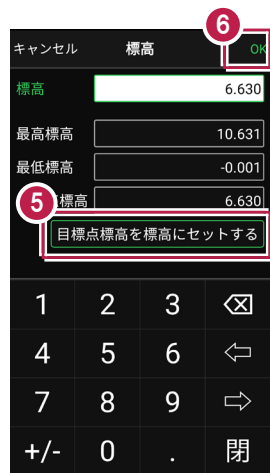 6
キャンセル 標高 OK
標高 6.630
最高標高 10.631
最低標高 -0.001
5 標高 6.630
目標点標高を標高にセットする
1 2 3
4 5 6
7 8 9
+/- 0 . 閉